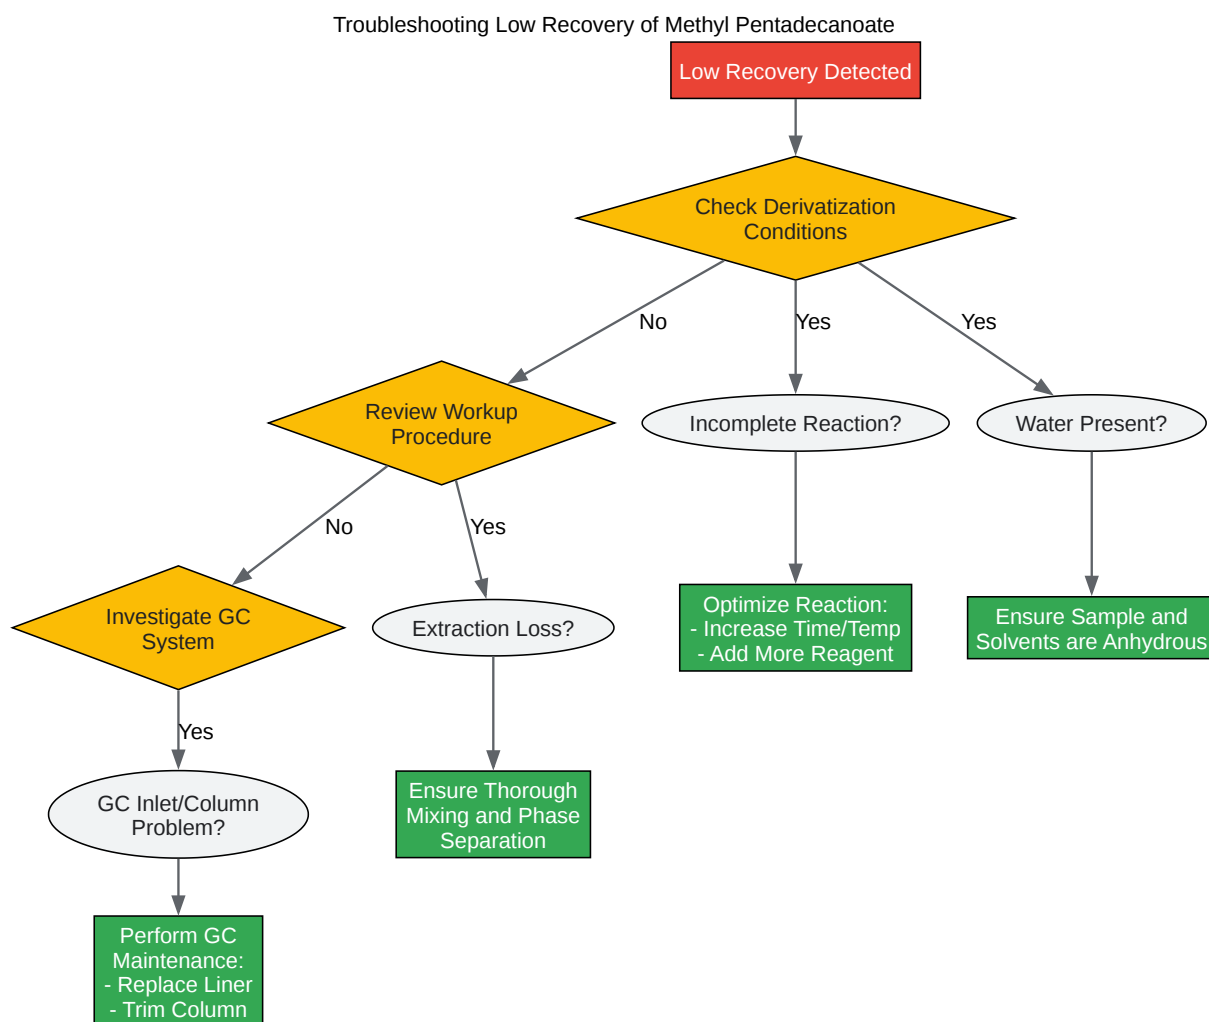 Troubleshooting Low Recovery of Methyl Pentadecanoate
Low Recovery Detected
Check Derivatization
Conditions
No
Yes
Yes
Review Workup
Procedure
Incomplete Reaction?
Water Present?
No
Yes
Investigate GC
System
Extraction Loss?
Optimize Reaction:
- Increase Time/Temp
- Add More Reagent
Ensure Sample and
Solvents are Anhydrous
Yes
GC Inlet/Column
Problem?
Ensure Thorough
Mixing and Phase
Separation
Perform GC
Maintenance:
- Replace Liner
- Trim Column